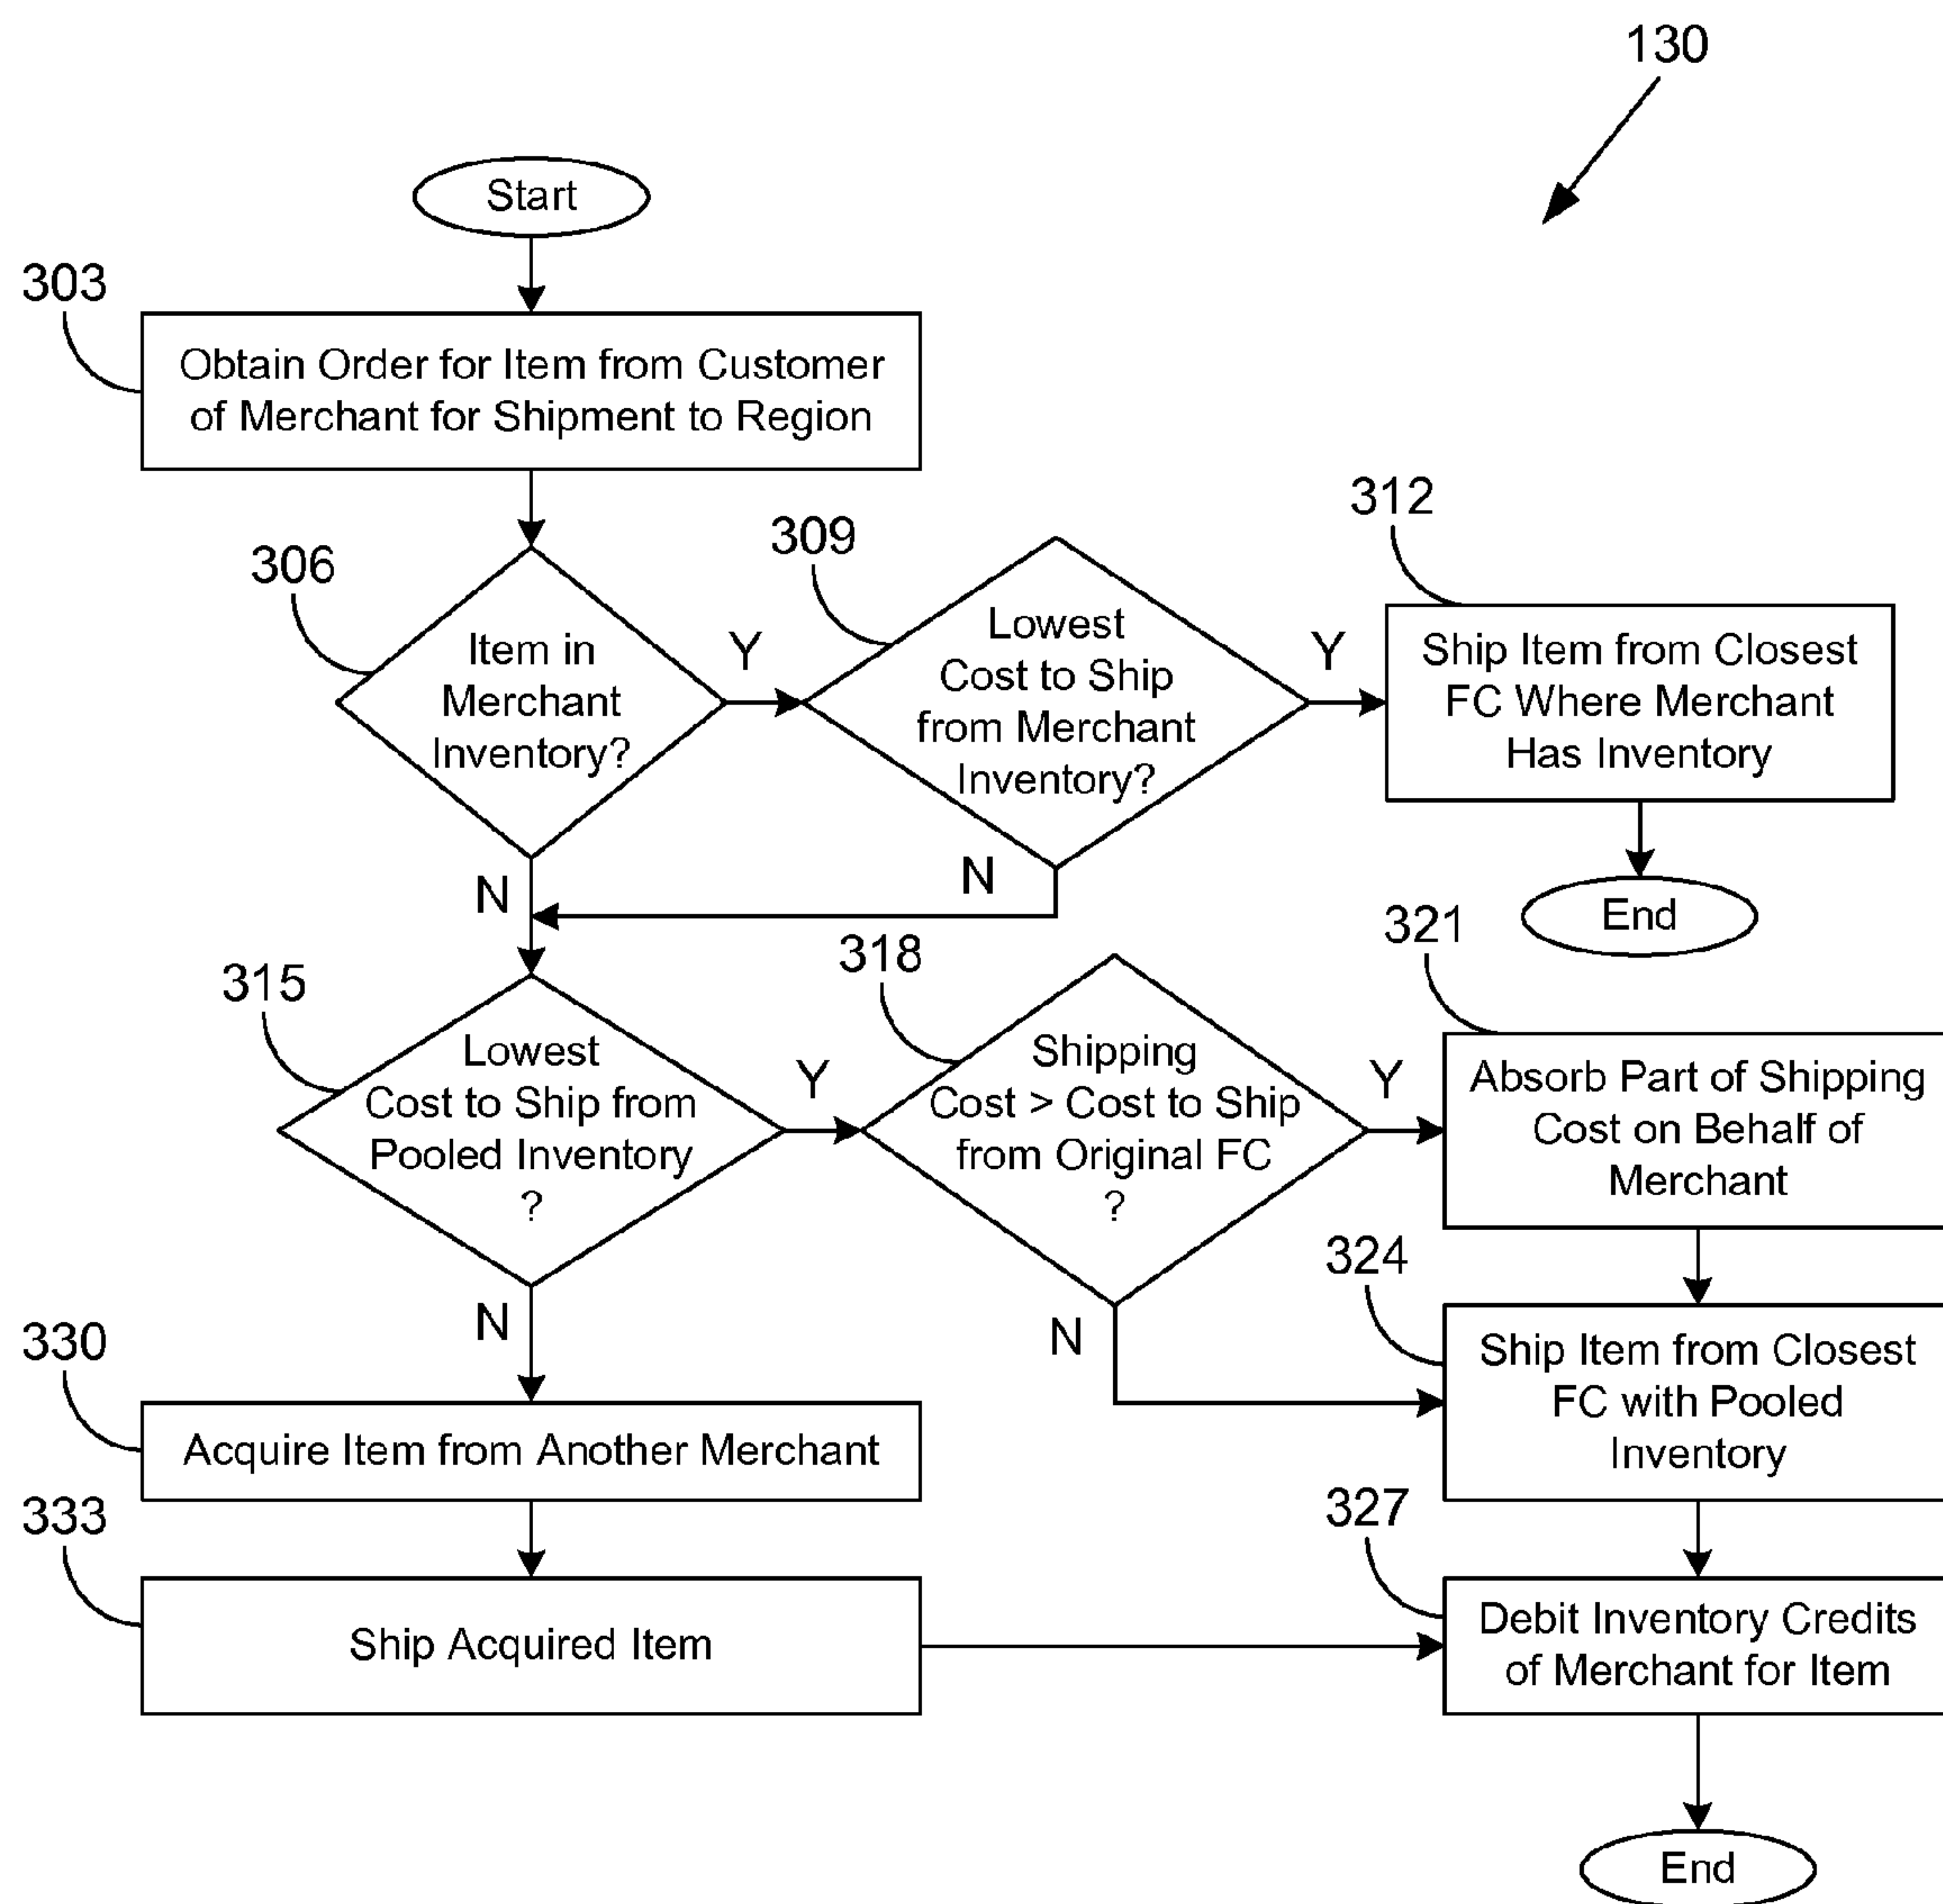 130
Start
303
Obtain Order for Item from Customer
of Merchant for Shipment to Region
306
Item in
Merchant
Inventory?
Y
309
Lowest
Cost to Ship
from Merchant
Inventory?
Y
312
Ship Item from Closest
FC Where Merchant
Has Inventory
N
N
End
315
Lowest
Cost to Ship from
Pooled Inventory
?
Y
318
Shipping
Cost > Cost to Ship
from Original FC
?
Y
321
Absorb Part of Shipping
Cost on Behalf of
Merchant
N
N
324
Ship Item from Closest
FC with Pooled
Inventory
330
Acquire Item from Another Merchant
333
Ship Acquired Item
327
Debit Inventory Credits
of Merchant for Item
End